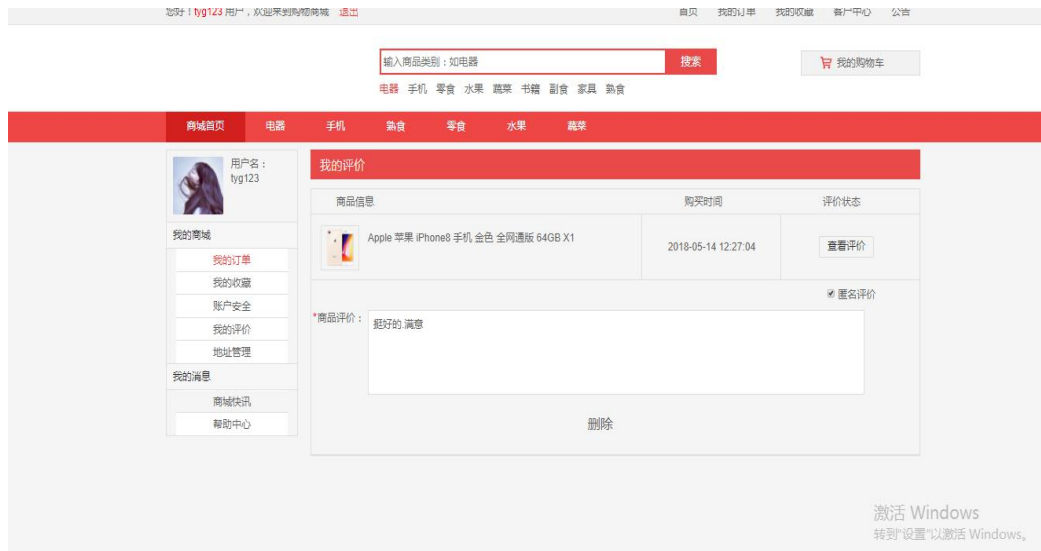 您好！tyg123 用户，欢迎来到购物商城 退出 首页 我的订单 我的收藏 客户中心 公告
输入商品类别：如电器 搜索 我的购物车
电器 手机 零食 水果 蔬菜 书籍 副食 家具 熟食
商城首页 电器 手机 熟食 零食 水果 蔬菜
用户名：
tyg123
我的商城
我的订单
我的收藏
账户安全
我的评价
地址管理
我的消息
商城快讯
帮助中心
我的评价
商品信息 购买时间 评价状态
Apple 苹果 iPhone8 手机 金色 全网通版 64GB X1 2018-05-14 12:27:04 查看评价
匿名评价
*商品评价： 挺好的.满意
删除
激活 Windows
转到"设置"以激活 Windows。